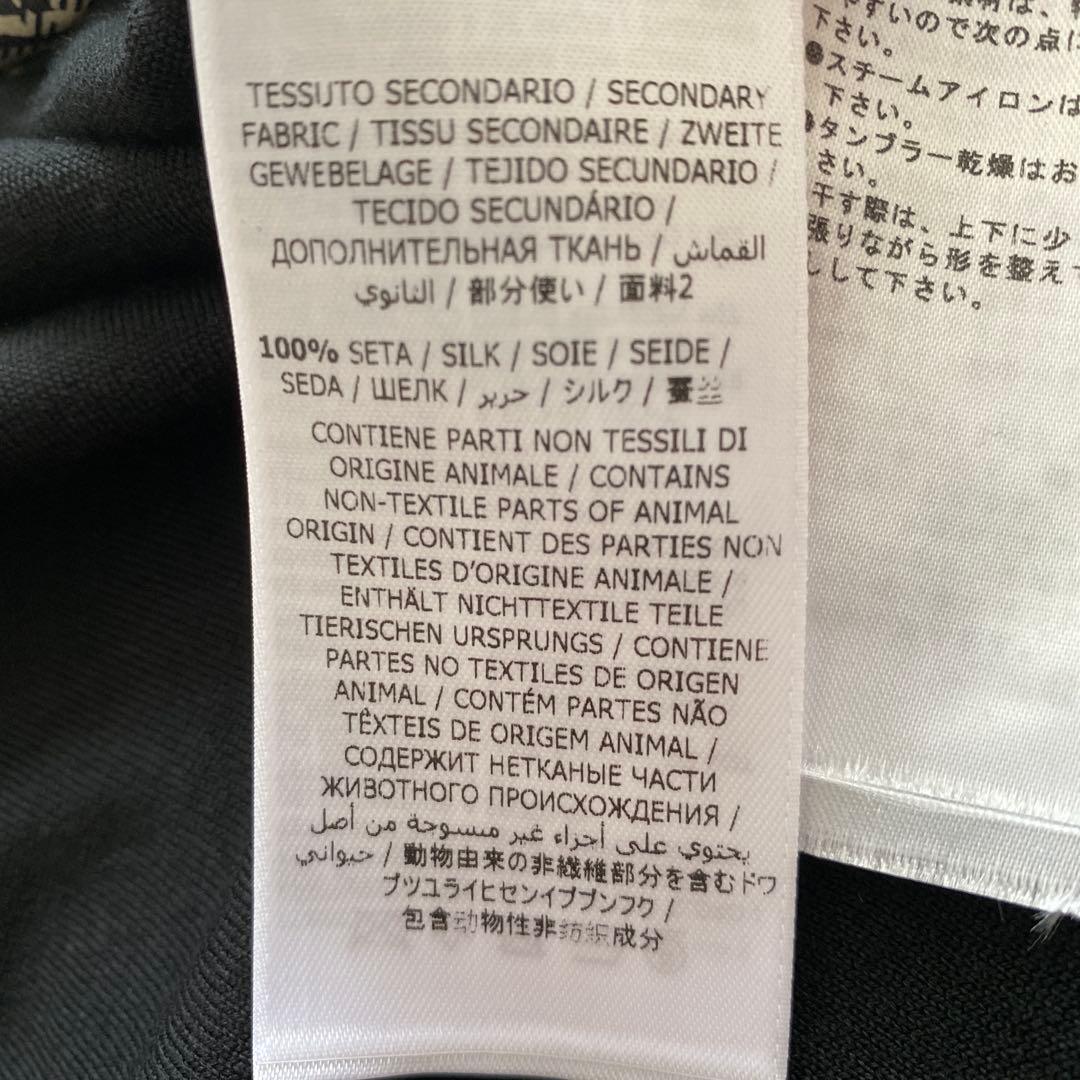 TESSUTO SECONDARIO / SECONDARY
FABRIC / TISSU SECONDAIRE / ZWEITE
GEWEBELAGE / TEJIDO SECUNDARIO /
TECIDO SECUNDÁRIO /
ДОПОЛНИТЕЛЬНАЯ ТКАНЬ / القماش
الثانوي / 部分使い / 面料2
100% SETA / SILK / SOIE / SEIDE /
SEDA / ШЕЛК / حرير / シルク / 蚕丝
CONTIENE PARTI NON TESSILI DI
ORIGINE ANIMALE / CONTAINS
NON-TEXTILE PARTS OF ANIMAL
ORIGIN / CONTIENT DES PARTIES NON
TEXTILES D'ORIGINE ANIMALE /
ENTHÄLT NICHTTEXTILE TEILE
TIERISCHEN URSPRUNGS / CONTIENE
PARTES NO TEXTILES DE ORIGEN
ANIMAL / CONTÉM PARTES NÃO
TÊXTEIS DE ORIGEM ANIMAL /
СОДЕРЖИТ НЕТКАНЫЕ ЧАСТИ
ЖИВОТНОГО ПРОИСХОЖДЕНИЯ /
يحتوي على أجزاء غير منسوجة من أصل
حيواني / 動物由来の非繊維部分を含むドウ
ブツユライヒセンイブブンフク /
包含动物性非纺织成分
すいので次の点に
下さい。
●スチームアイロンは
下さい。
タンブラー乾燥はお
さい。
干す際は、上下に少
張りながら形を整え
して下さい。